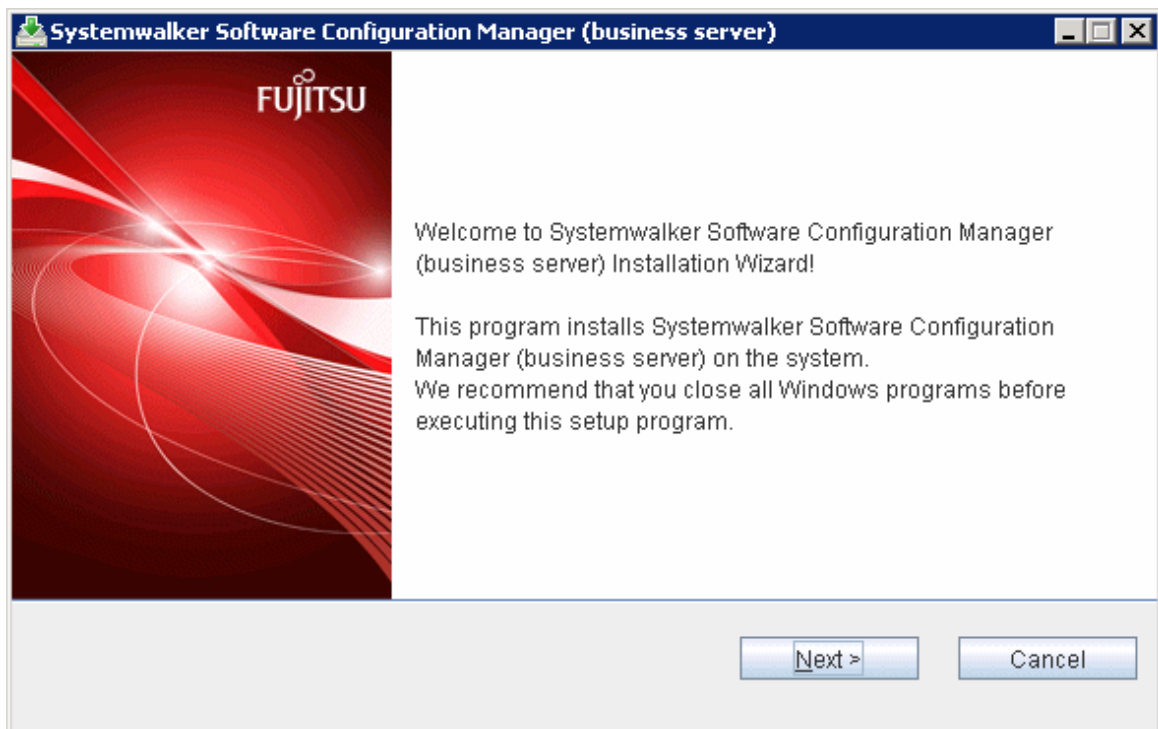 Systemwalker Software Configuration Manager (business server)
FUJITSU
Welcome to Systemwalker Software Configuration Manager
(business server) Installation Wizard!
This program installs Systemwalker Software Configuration
Manager (business server) on the system.
We recommend that you close all Windows programs before
executing this setup program.
Next > Cancel